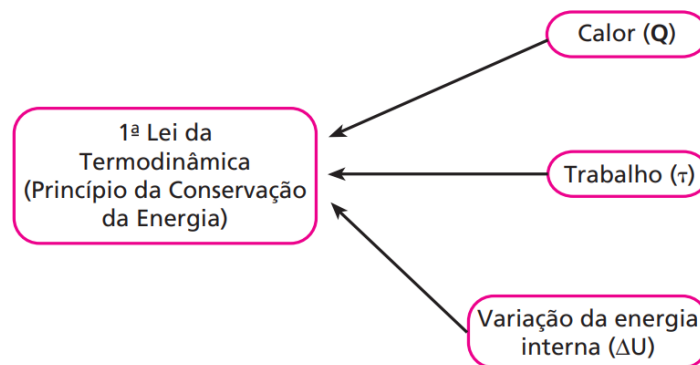 Calor (Q)
1ª Lei da
Termodinâmica
(Princípio da Conservação
da Energia)
Trabalho (τ)
Variação da energia
interna (ΔU)